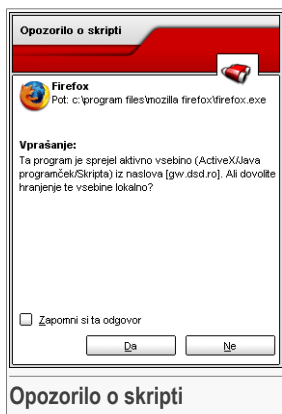 Opozorilo o skripti
Firefox
Pot: c:\program files\mozilla firefox\firefox.exe
Vprašanje:
Ta program je sprejel aktivno vsebino (ActiveX/Java
programček/Skripta) iz naslova [gw.dsd.ro]. Ali dovolite
hranjenje te vsebine lokalno?
Zapomni si ta odgovor
Da
Ne
Opozorilo o skripti